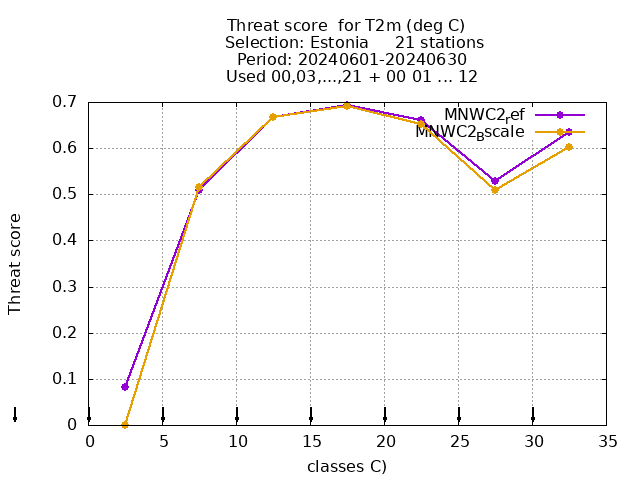 Threat score  for T2m (deg C)
Selection: Estonia     21 stations
Period: 20240601-20240630
Used 00,03,...,21 + 00 01 ... 12
MNWC2ref
MNWC2Bscale
0.7
0.6
0.5
0.4
0.3
0.2
0.1
0
Threat score
0 5 10 15 20 25 30 35
classes C)